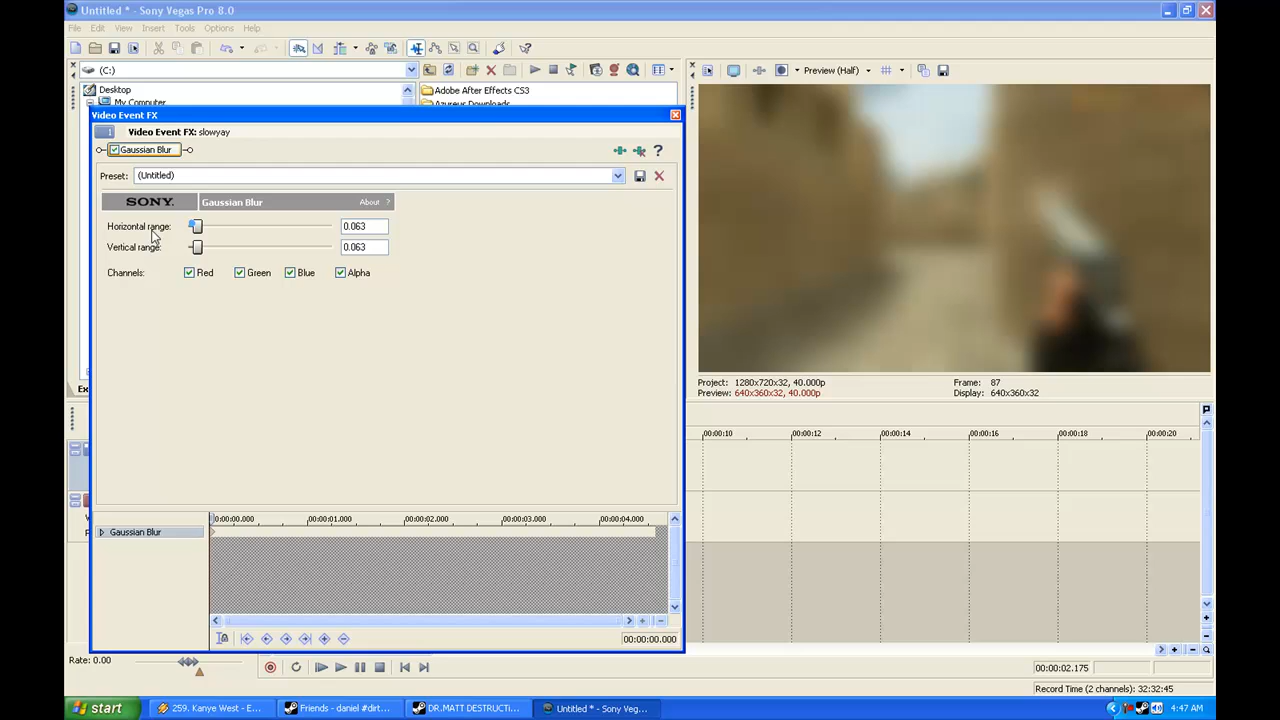 Untitled * - Sony Vegas Pro 8.0
File Edit View Insert Tools Options Help
(C:)
Preview (Half)
Desktop
My Computer
Adobe After Effects CS3
Azureus Downloads
Video Event FX
1
Video Event FX: slowyay
Gaussian Blur
Preset: (Untitled)
SONY. Gaussian Blur About ?
Horizontal range: 0.063
Vertical range: 0.063
Channels: Red Green Blue Alpha
Project: 1280x720x32, 40.000p Frame: 87
Preview: 640x360x32, 40.000p Display: 640x360x32
00:00:10 00:00:12 00:00:14 00:00:16 00:00:18 00:00:20
00:00:00.000 00:00:01.000 00:00:02.000 00:00:03.000 00:00:04.000
Gaussian Blur
00:00:00.000
Rate: 0.00
00:00:02.175
Record Time (2 channels): 32:32:45
start 259. Kanye West - E... Friends - daniel #dirt... DR.MATT DESTRUCTI... Untitled * - Sony Veg... 4:47 AM